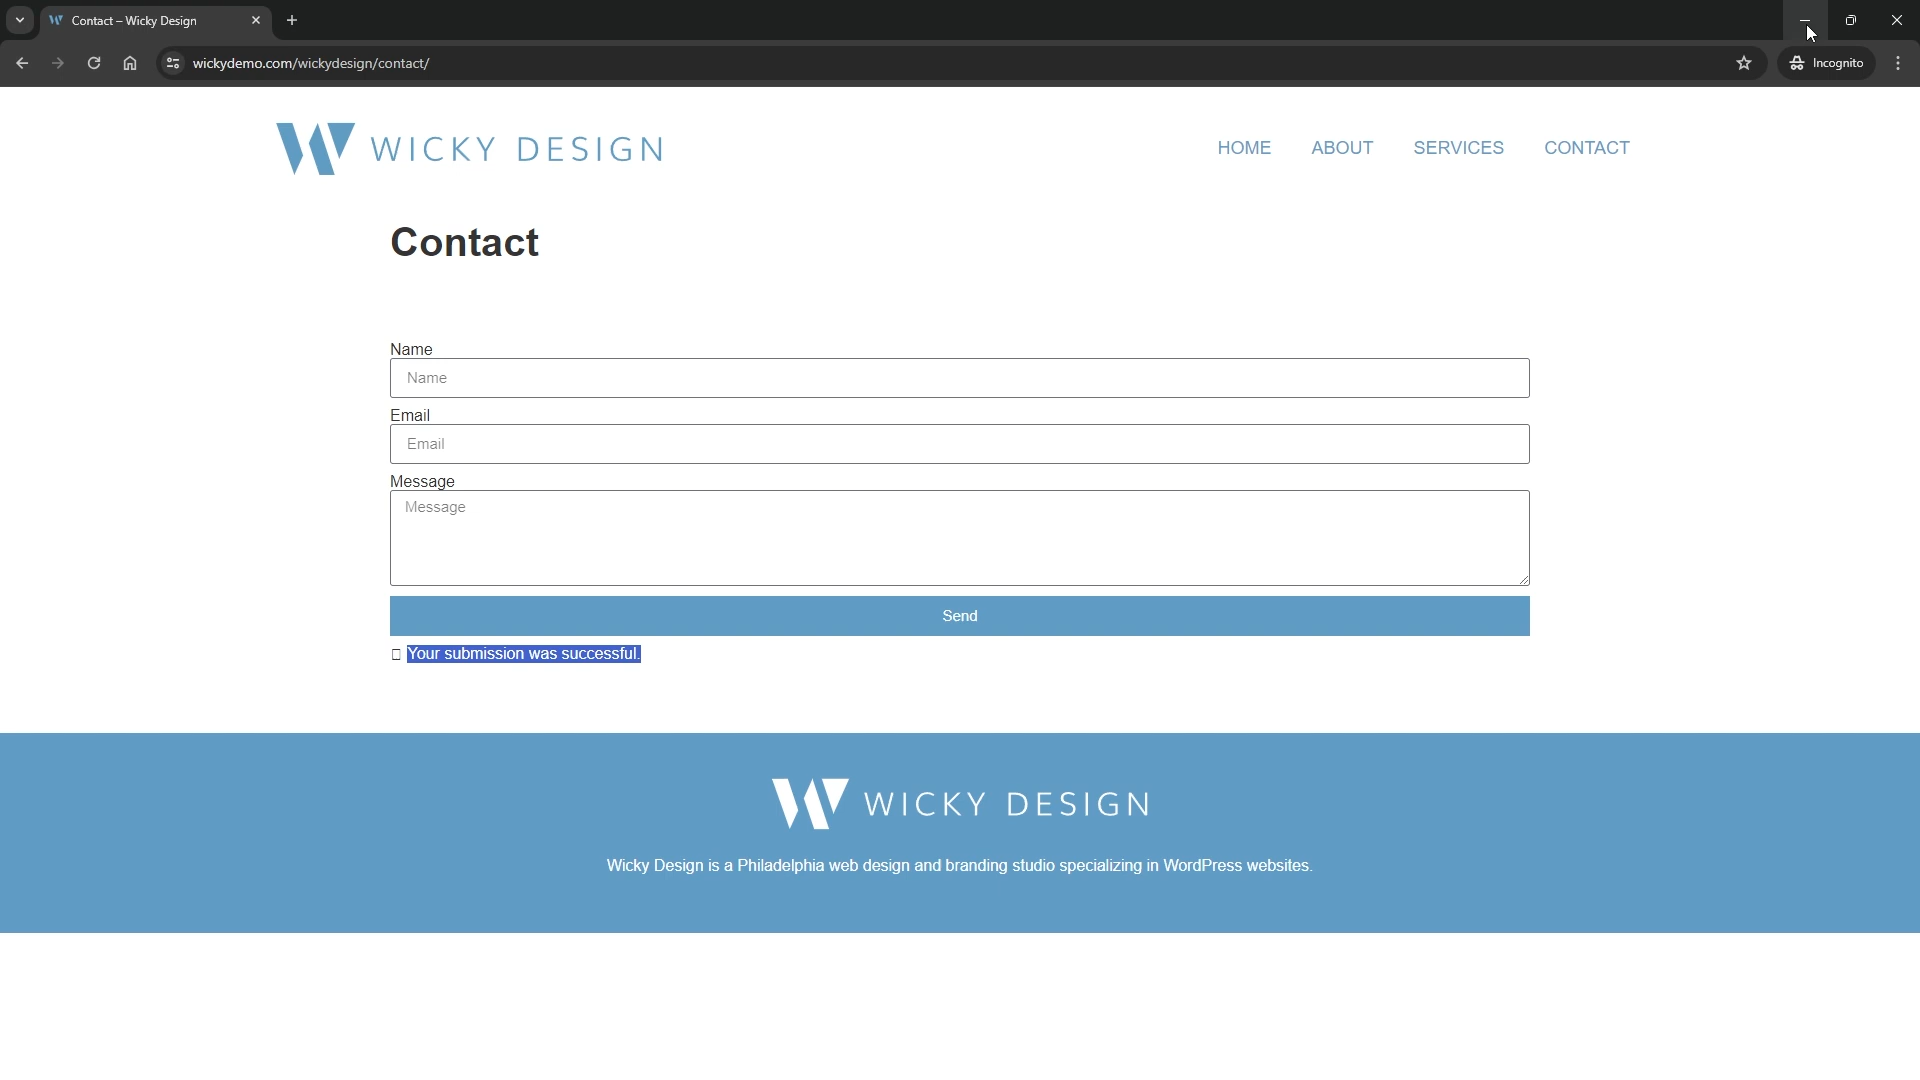 Contact – Wicky Design
wickydemo.com/wickydesign/contact/
Incognito
WICKY DESIGN
HOME ABOUT SERVICES CONTACT
Contact
Name
Name
Email
Email
Message
Message
Send
Your submission was successful.
WICKY DESIGN
Wicky Design is a Philadelphia web design and branding studio specializing in WordPress websites.